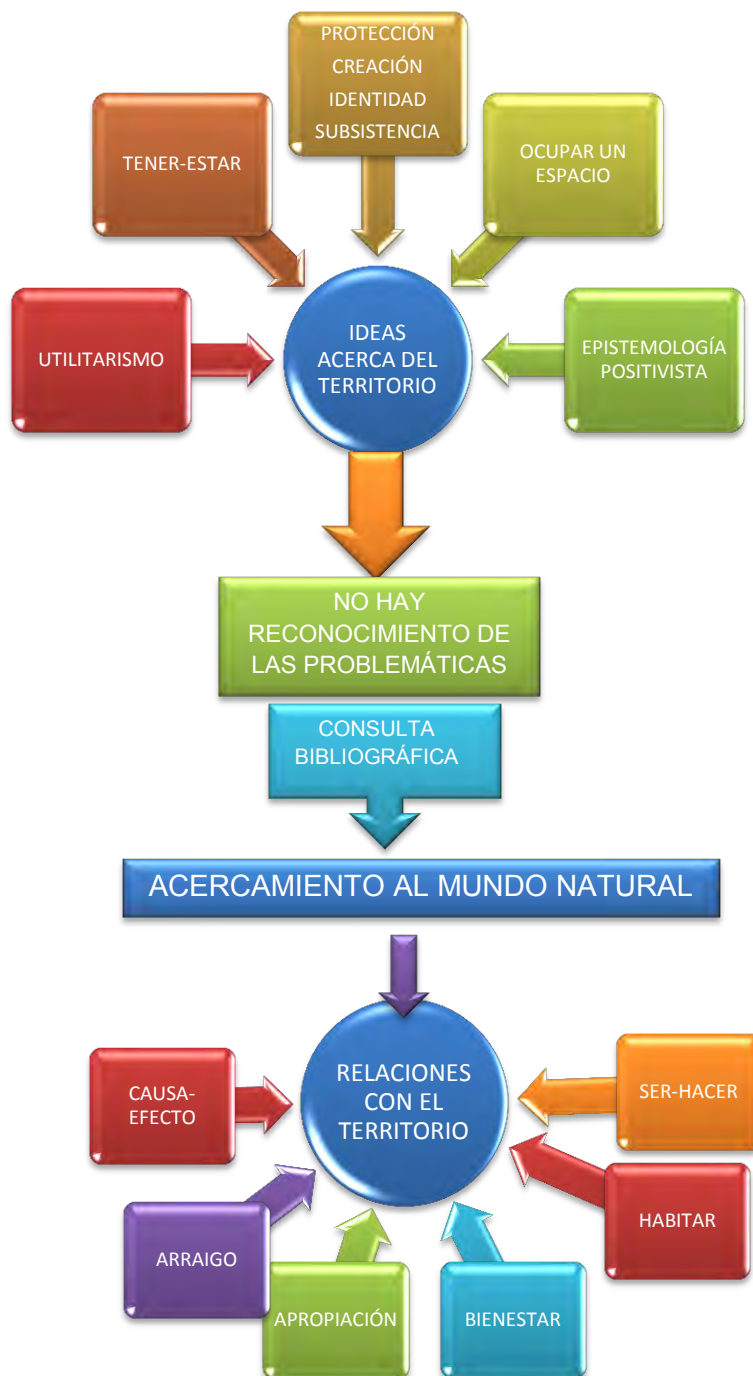 PROTECCIÓN
CREACIÓN
IDENTIDAD
SUBSISTENCIA
TENER-ESTAR
OCUPAR UN
ESPACIO
UTILITARISMO
IDEAS
ACERCA DEL
TERRITORIO
EPISTEMOLOGÍA
POSITIVISTA
NO HAY
RECONOCIMIENTO DE
LAS PROBLEMÁTICAS
CONSULTA
BIBLIOGRÁFICA
ACERCAMIENTO AL MUNDO NATURAL
RELACIONES
CON EL
TERRITORIO
CAUSA-
EFECTO
SER-HACER
ARRAIGO
HABITAR
APROPIACIÓN
BIENESTAR